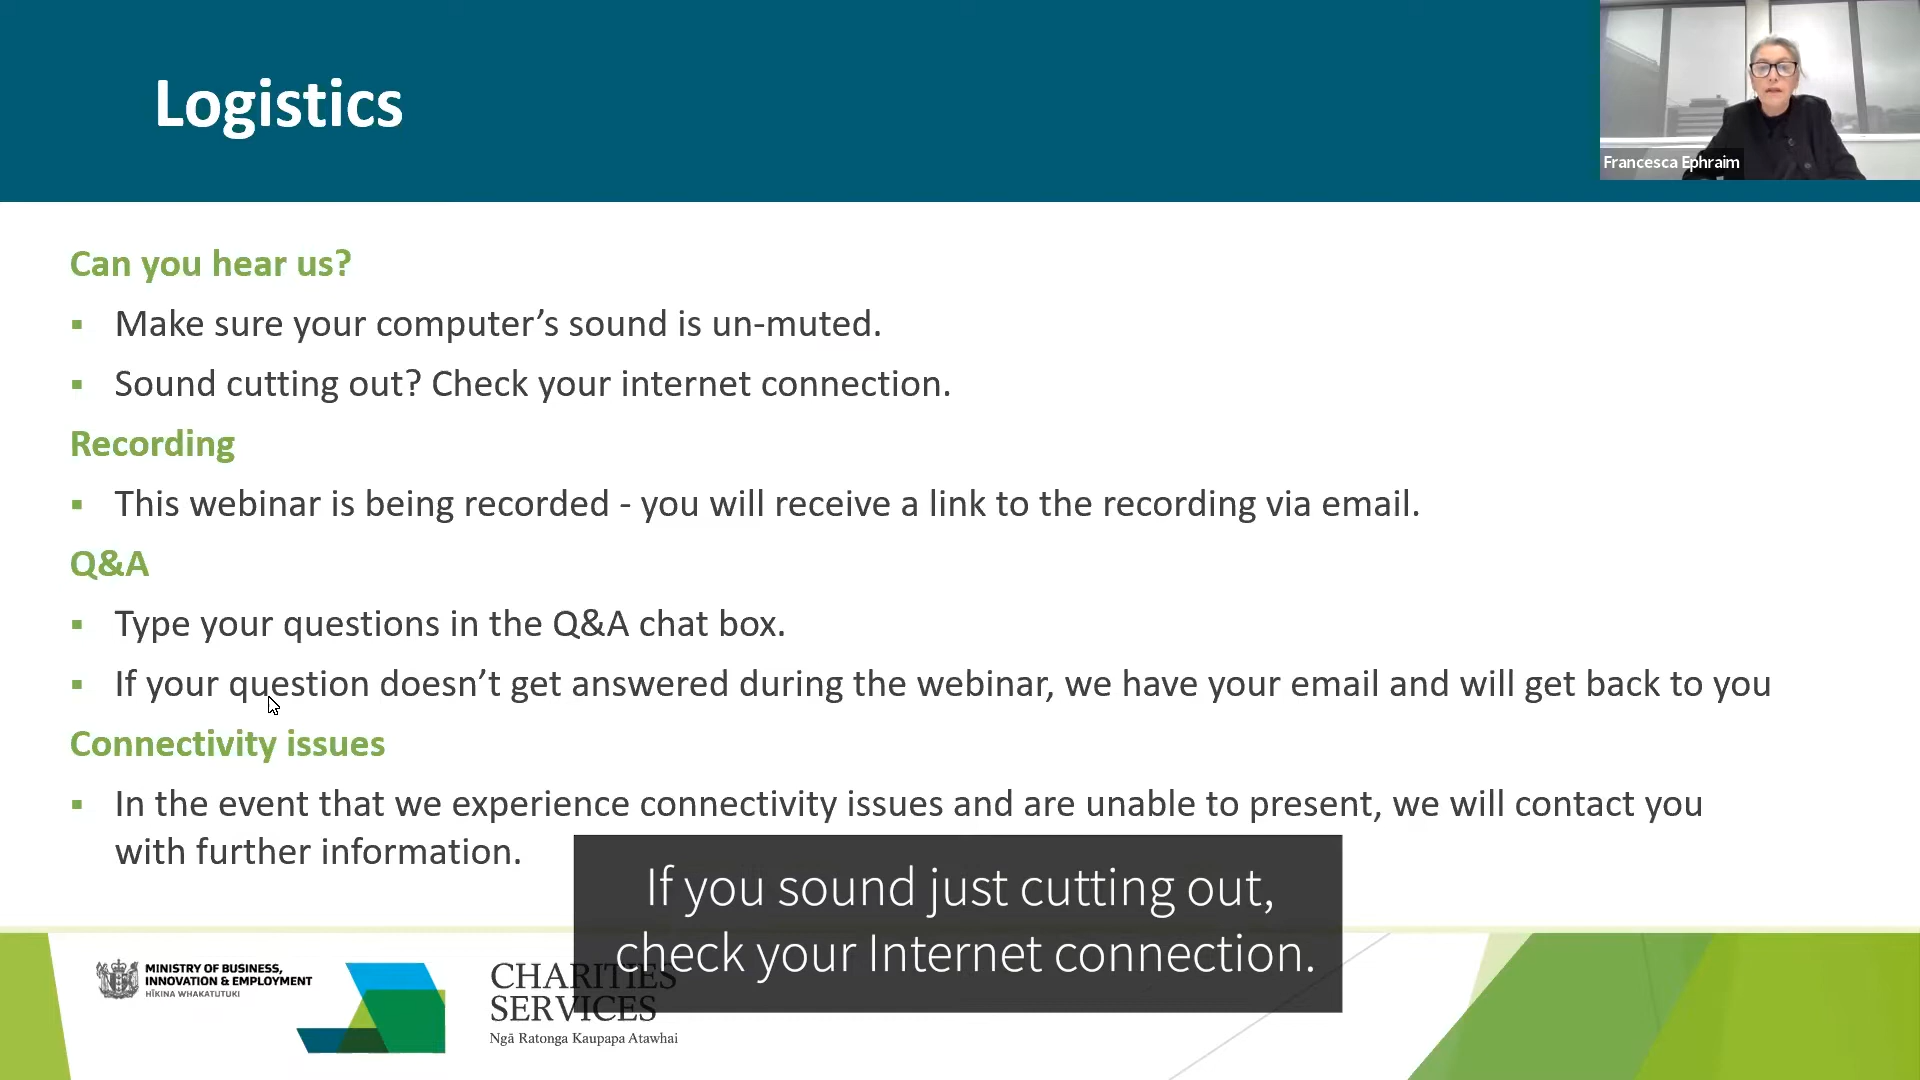 Logistics
Francesca Ephraim
Can you hear us?
▪ Make sure your computer’s sound is un-muted.
▪ Sound cutting out? Check your internet connection.
Recording
▪ This webinar is being recorded - you will receive a link to the recording via email.
Q&A
▪ Type your questions in the Q&A chat box.
▪ If your question doesn’t get answered during the webinar, we have your email and will get back to you
Connectivity issues
▪ In the event that we experience connectivity issues and are unable to present, we will contact you
with further information.
If you sound just cutting out,
check your Internet connection.
MINISTRY OF BUSINESS,
INNOVATION & EMPLOYMENT
HĪKINA WHAKATUTUKI
CHARITIES
SERVICES
Ngā Ratonga Kaupapa Atawhai